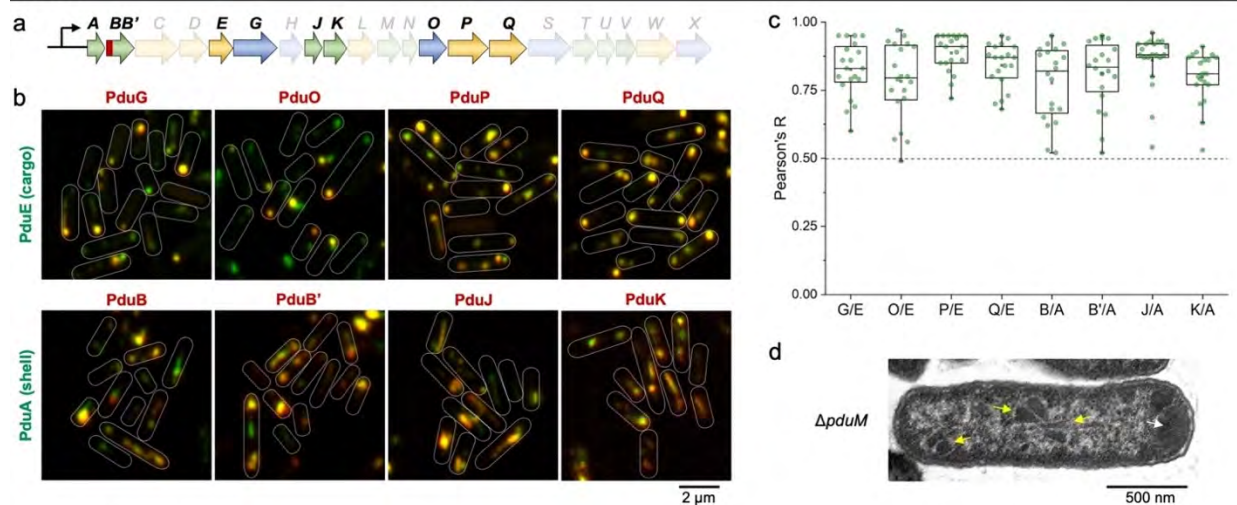 a
A BB' C D E G H J K L M N O P Q S T U V W X
b
PduG PduO PduP PduQ
PduE (cargo)
PduB PduB' PduJ PduK
PduA (shell)
2 µm
c
1.00
0.75
0.50
0.25
0.00
Pearson's R
G/E O/E P/E Q/E B/A B'/A J/A K/A
d
ΔpduM
500 nm